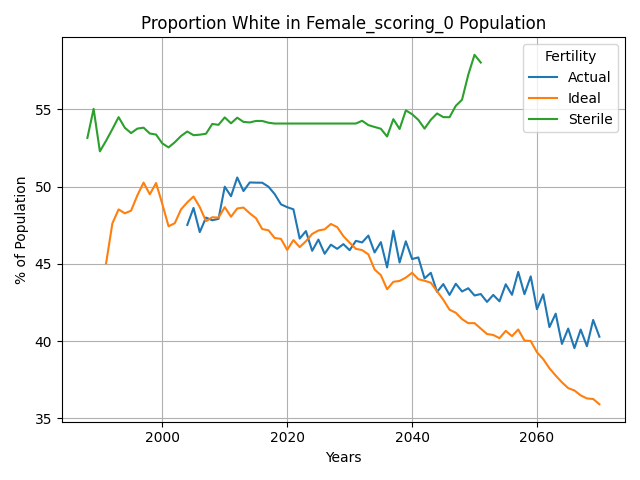 Proportion White in Female_scoring_0 Population
% of Population
55
50
45
40
35
2000
2020
2040
2060
Years
Fertility
Actual
Ideal
Sterile